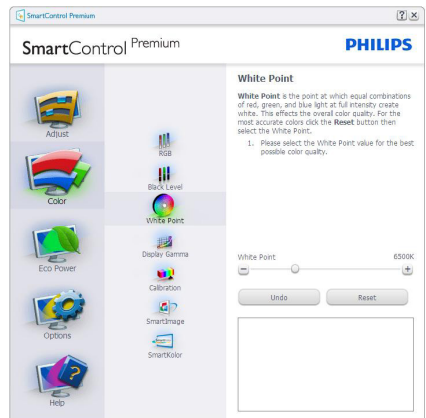 SmartControl Premium
SmartControl Premium
PHILIPS
Adjust
Color
Eco Power
Options
Help
RGB
Black Level
White Point
Display Gamma
Calibration
SmartImage
SmartKolor
White Point
White Point is the point at which equal combinations
of red, green, and blue light at full intensity create
white. This effects the overall color quality. For the
most accurate colors click the Reset button then
select the White Point.
1. Please select the White Point value for the best
possible color quality.
White Point 6500K
Undo Reset